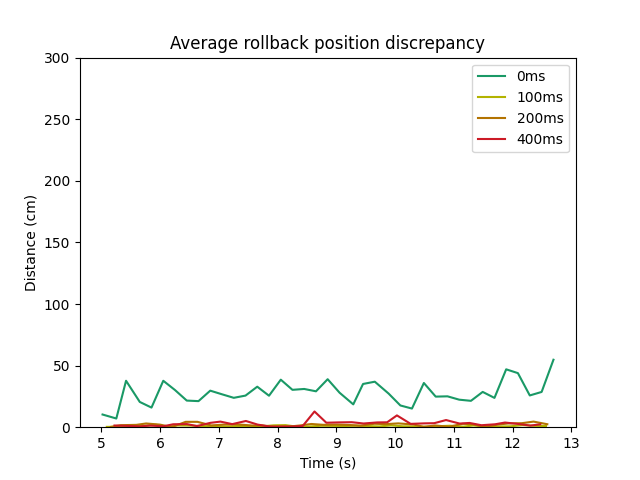 Average rollback position discrepancy
300
250
200
150
100
50
0
Distance (cm)
0ms
100ms
200ms
400ms
5 6 7 8 9 10 11 12 13
Time (s)